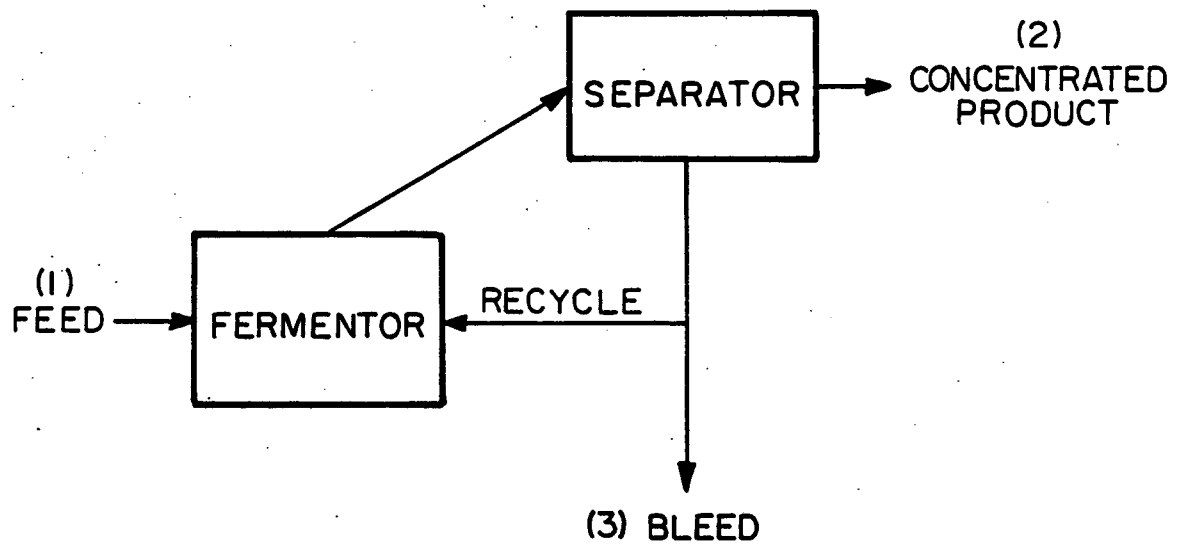 (2)
SEPARATOR
CONCENTRATED
PRODUCT
(1)
FEED
FERMENTOR
RECYCLE
(3) BLEED